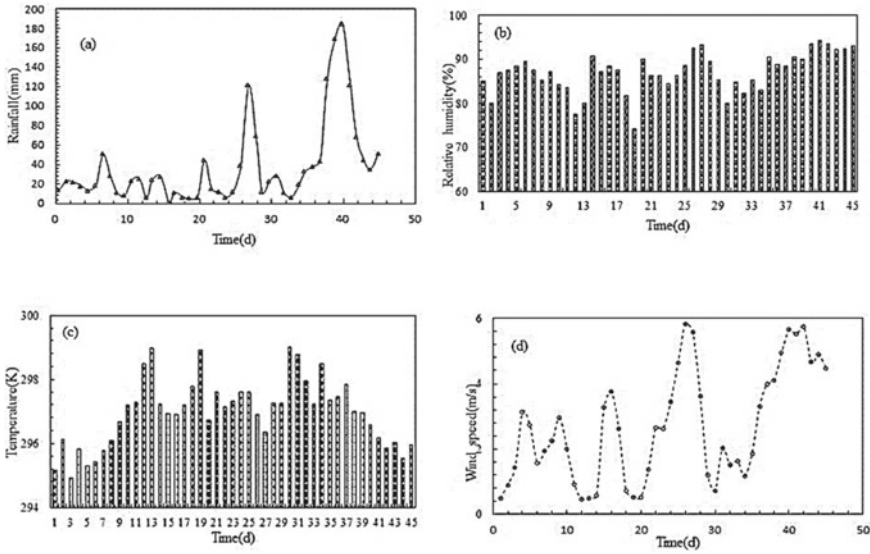 (a)
Rainfall(mm)
200
180
160
140
120
100
80
60
40
20
0
0 10 20 30 40 50
Time(d)
(b)
Relative humidity(%)
100
90
80
70
60
1 5 9 13 17 21 25 29 33 37 41 45
Time(d)
(c)
Temperature(K)
300
298
296
294
1 3 5 7 9 11 13 15 17 19 21 23 25 27 29 31 33 35 37 39 41 43 45
Time(d)
(d)
Wind speed(m/s)
6
0
0 10 20 30 40 50
Time(d)